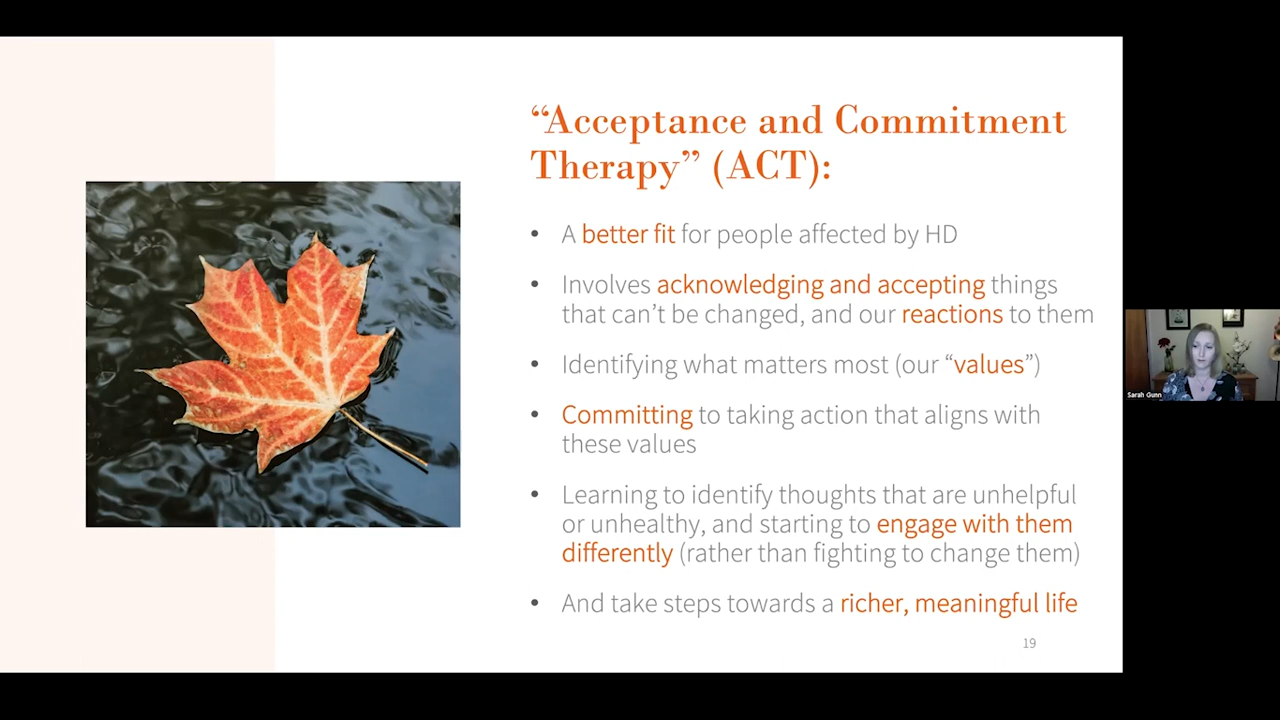 “Acceptance and Commitment
Therapy” (ACT):
• A better fit for people affected by HD
• Involves acknowledging and accepting things
that can’t be changed, and our reactions to them
• Identifying what matters most (our “values”)
• Committing to taking action that aligns with
these values
• Learning to identify thoughts that are unhelpful
or unhealthy, and starting to engage with them
differently (rather than fighting to change them)
• And take steps towards a richer, meaningful life
19
Sarah Gunn